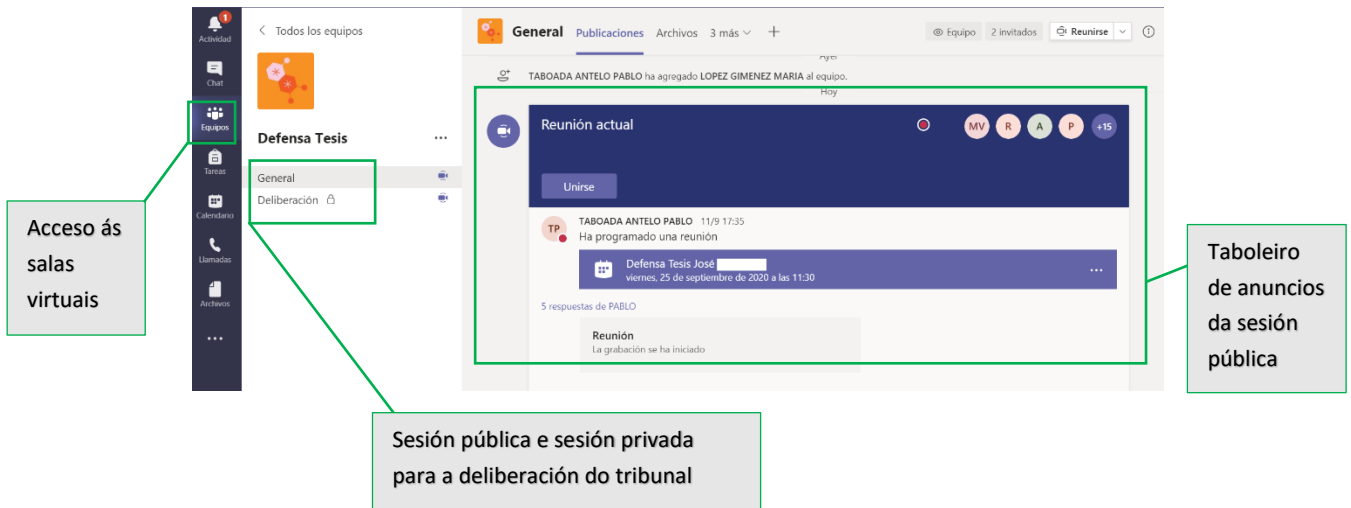 1
Actividad
Chat
Equipos
Tareas
Calendario
Llamadas
Archivos
Todos los equipos
Defensa Tesis
General
Deliberación
General Publicaciones Archivos 3 más
Equipo 2 invitados Reunirse
Ayer
TABOADA ANTELO PABLO ha agregado LOPEZ GIMENEZ MARIA al equipo.
Hoy
Reunión actual
MV R A P +15
Unirse
TP
TABOADA ANTELO PABLO 11/9 17:35
Ha programado una reunión
Defensa Tesis José
viernes, 25 de septiembre de 2020 a las 11:30
5 respuestas de PABLO
Reunión
La grabación se ha iniciado
Acceso ás
salas
virtuais
Taboleiro
de anuncios
da sesión
pública
Sesión pública e sesión privada
para a deliberación do tribunal